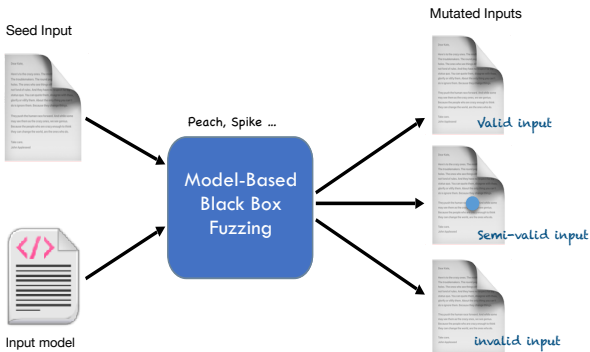 Mutated Inputs
Seed Input
Peach, Spike ...
Valid input
Model-Based
Black Box
Fuzzing
Semi-valid input
</>
Input model
invalid input